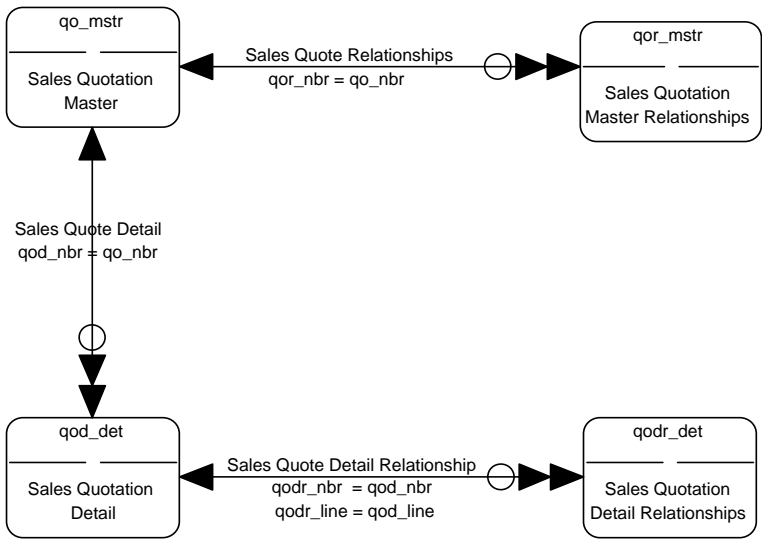 qo_mstr
Sales Quotation
Master
Sales Quote Relationships
qor_nbr = qo_nbr
qor_mstr
Sales Quotation
Master Relationships
Sales Quote Detail
qod_nbr = qo_nbr
qod_det
Sales Quotation
Detail
Sales Quote Detail Relationship
qodr_nbr = qod_nbr
qodr_line = qod_line
qodr_det
Sales Quotation
Detail Relationships